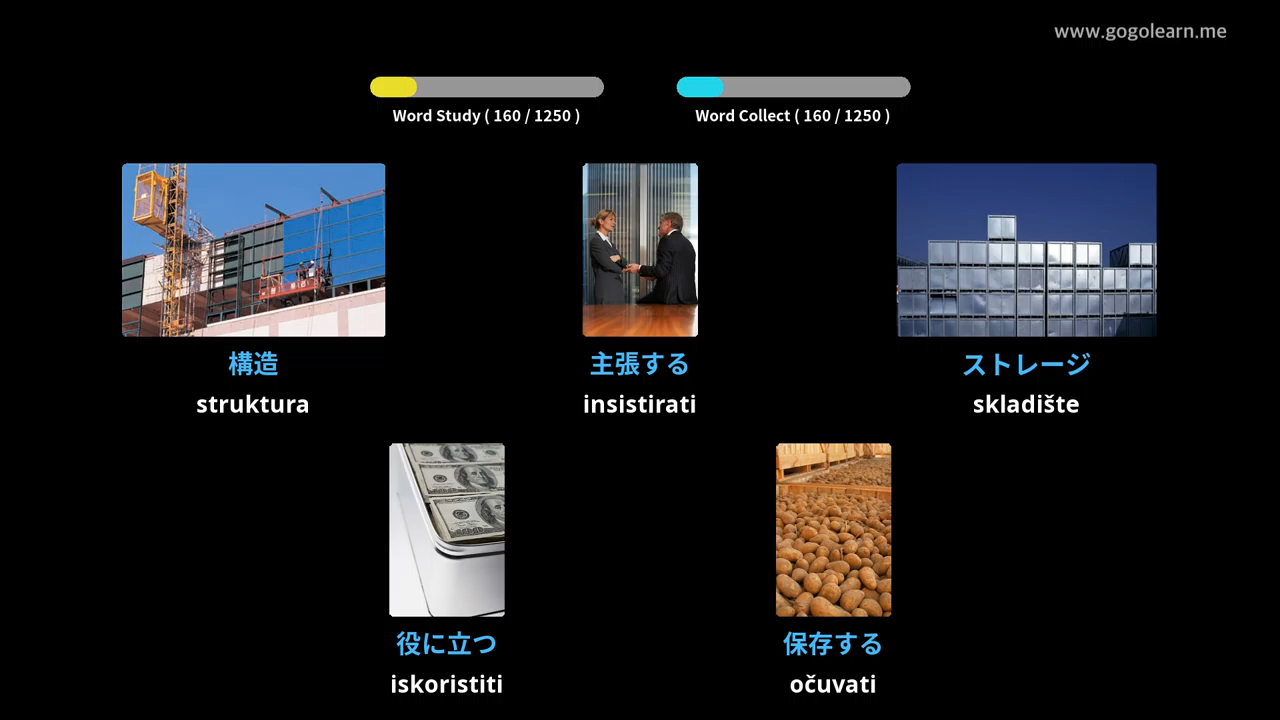 www.gogolearn.me
Word Study ( 160 / 1250 )
Word Collect ( 160 / 1250 )
構造
struktura
主張する
insistirati
ストレージ
skladište
役に立つ
iskoristiti
保存する
očuvati